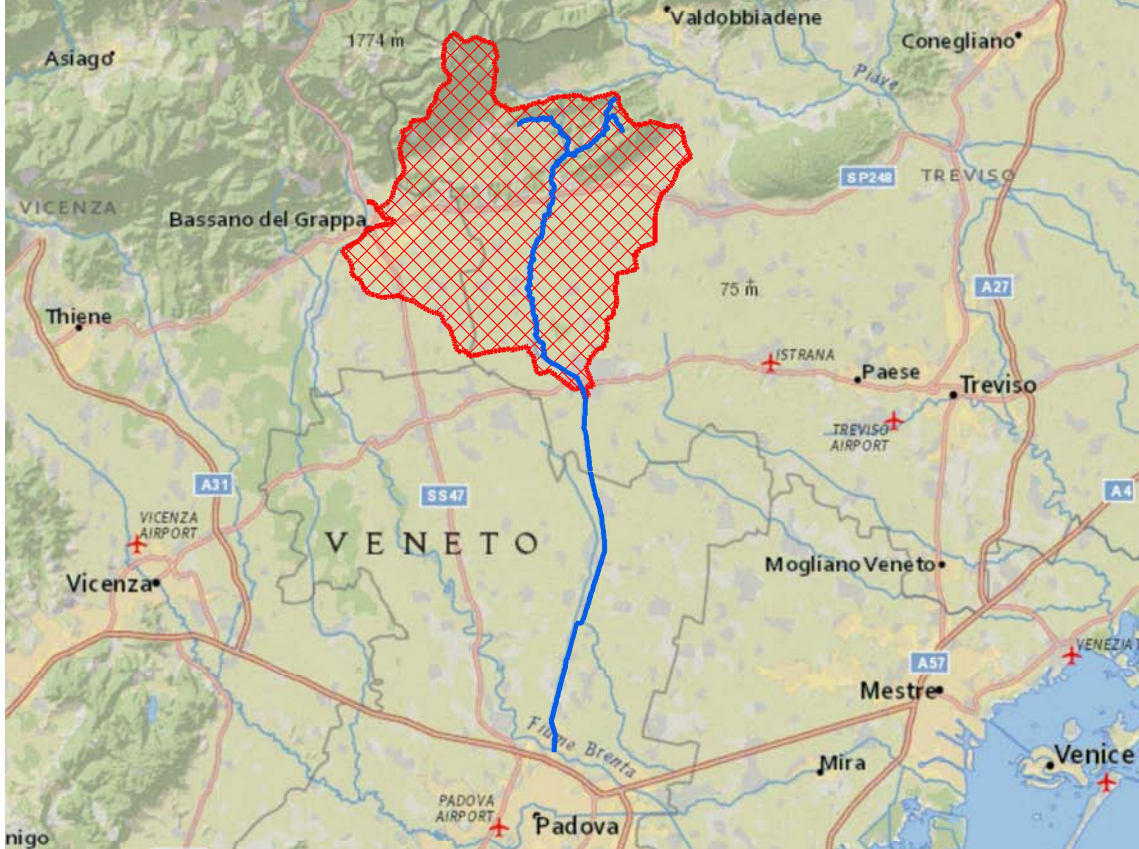 Valdobbiadene
1774 m
Asiago
Conegliano
Piave
SP248
TREVISO
VICENZA
Bassano del Grappa
75 m
A27
Thiene
ISTRANA
Paese
Treviso
TREVISO
AIRPORT
A31
SS47
A4
VICENZA
AIRPORT
VENETO
Mogliano Veneto
Vicenza
VENEZIA
A57
Mestre
Fiume Brenta
Mira
Venice
PADOVA
AIRPORT
Padova
nigo